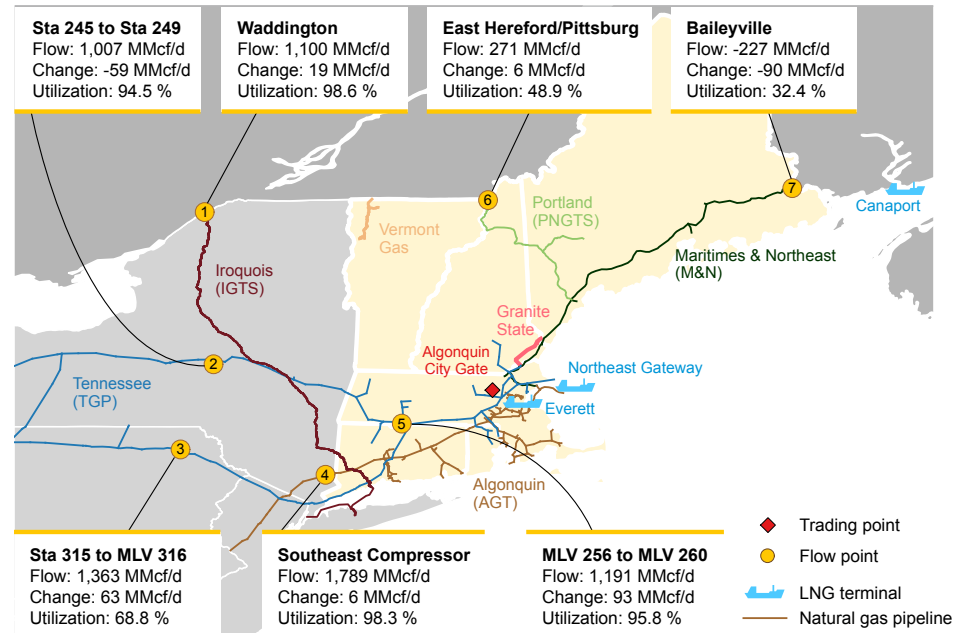 Sta 245 to Sta 249
Flow: 1,007 MMcf/d
Change: -59 MMcf/d
Utilization: 94.5 %
Waddington
Flow: 1,100 MMcf/d
Change: 19 MMcf/d
Utilization: 98.6 %
East Hereford/Pittsburg
Flow: 271 MMcf/d
Change: 6 MMcf/d
Utilization: 48.9 %
Baileyville
Flow: -227 MMcf/d
Change: -90 MMcf/d
Utilization: 32.4 %
1
6
7
Canaport
Vermont
Gas
Portland
(PNGTS)
Maritimes & Northeast
(M&N)
Iroquois
(IGTS)
Granite
State
Algonquin
City Gate
2
Northeast Gateway
Tennessee
(TGP)
Everett
5
3
4
Algonquin
(AGT)
Sta 315 to MLV 316
Flow: 1,363 MMcf/d
Change: 63 MMcf/d
Utilization: 68.8 %
Southeast Compressor
Flow: 1,789 MMcf/d
Change: 6 MMcf/d
Utilization: 98.3 %
MLV 256 to MLV 260
Flow: 1,191 MMcf/d
Change: 93 MMcf/d
Utilization: 95.8 %
Trading point
Flow point
LNG terminal
Natural gas pipeline